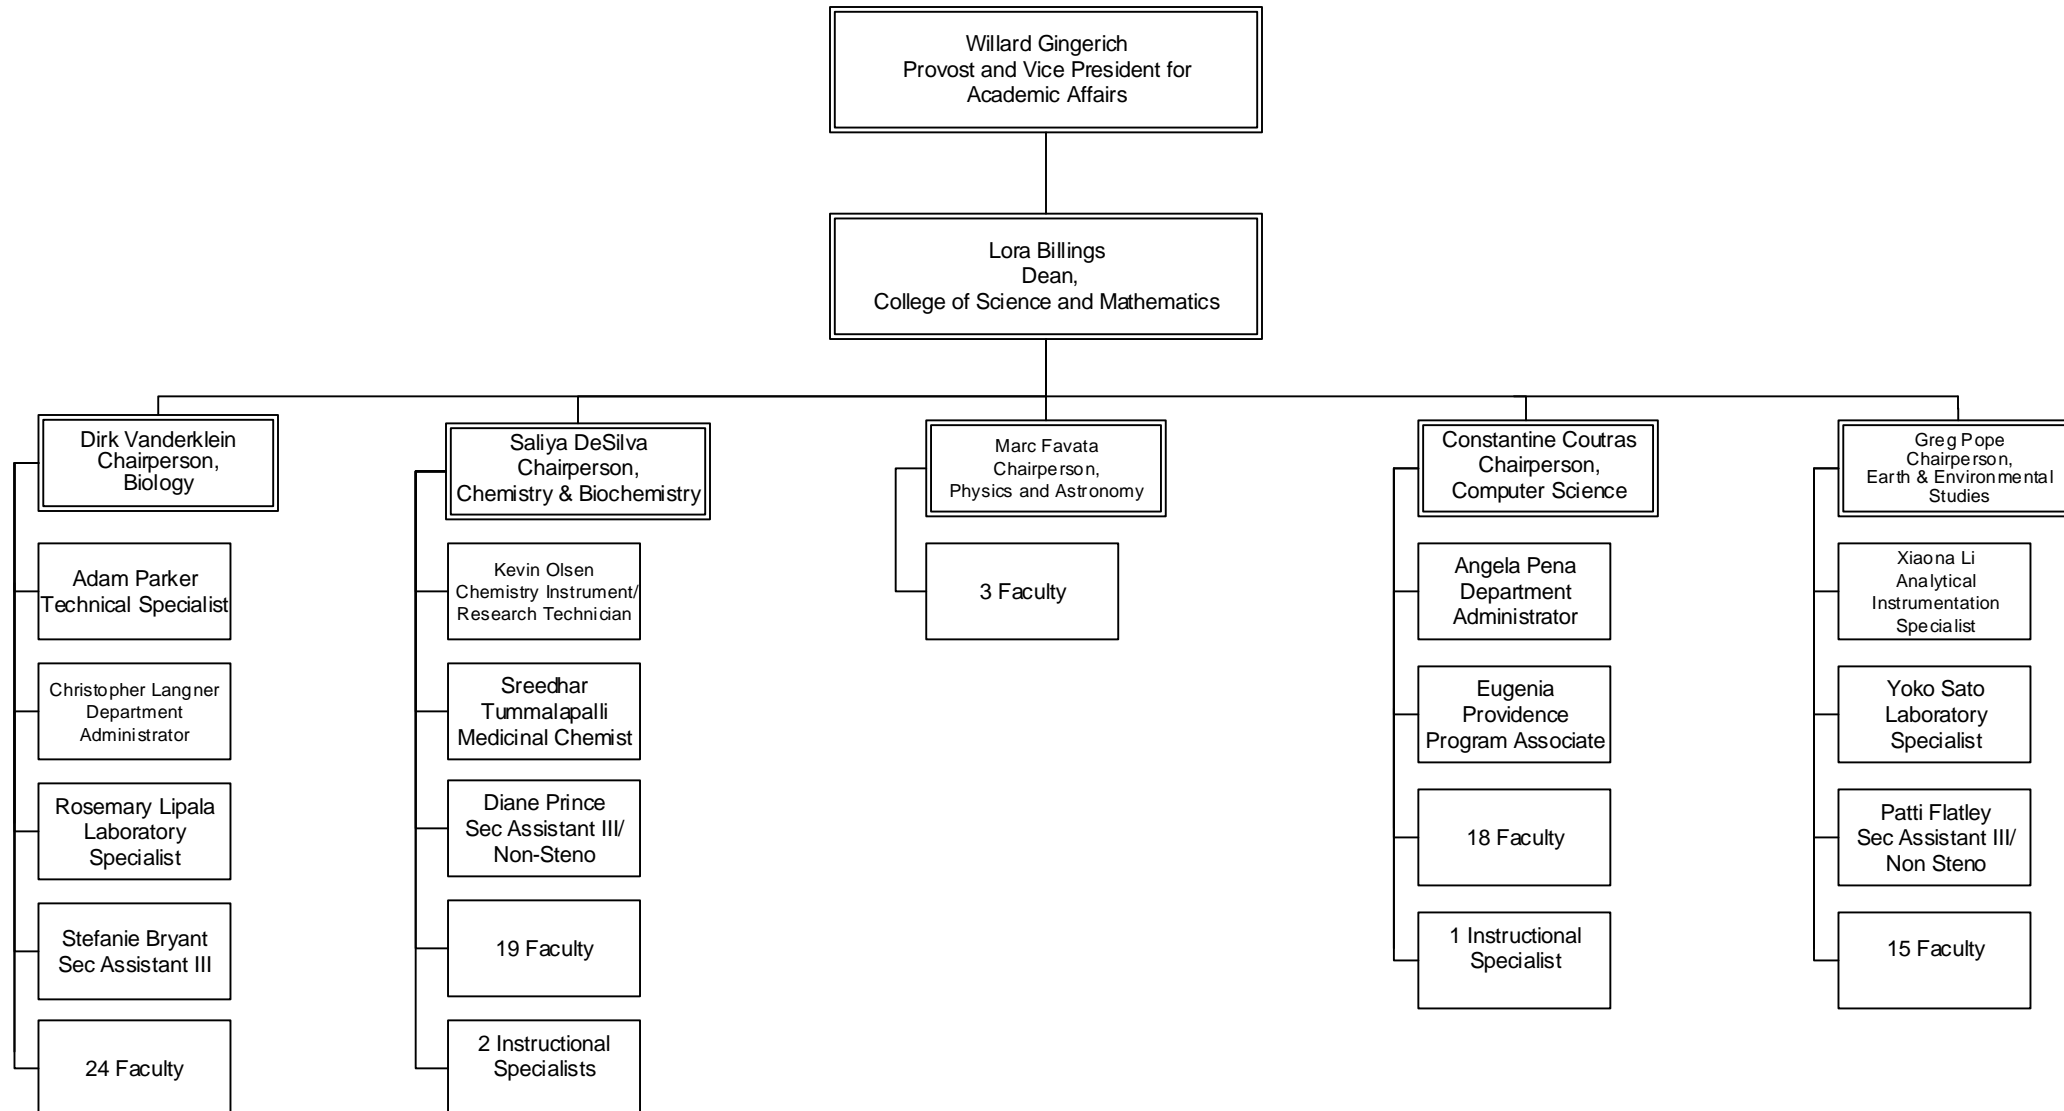 Willard Gingerich
Provost and Vice President for
Academic Affairs
Lora Billings
Dean,
College of Science and Mathematics
Dirk Vanderklein
Chairperson,
Biology
Adam Parker
Technical Specialist
Christopher Langner
Department
Administrator
Rosemary Lipala
Laboratory
Specialist
Stefanie Bryant
Sec Assistant III
24 Faculty
Saliya DeSilva
Chairperson,
Chemistry & Biochemistry
Kevin Olsen
Chemistry Instrument/
Research Technician
Sreedhar
Tummalapalli
Medicinal Chemist
Diane Prince
Sec Assistant III/
Non-Steno
19 Faculty
2 Instructional
Specialists
Marc Favata
Chairperson,
Physics and Astronomy
3 Faculty
Constantine Coutras
Chairperson,
Computer Science
Angela Pena
Department
Administrator
Eugenia
Providence
Program Associate
18 Faculty
1 Instructional
Specialist
Greg Pope
Chairperson,
Earth & Environmental
Studies
Xiaona Li
Analytical
Instrumentation
Specialist
Yoko Sato
Laboratory
Specialist
Patti Flatley
Sec Assistant III/
Non Steno
15 Faculty